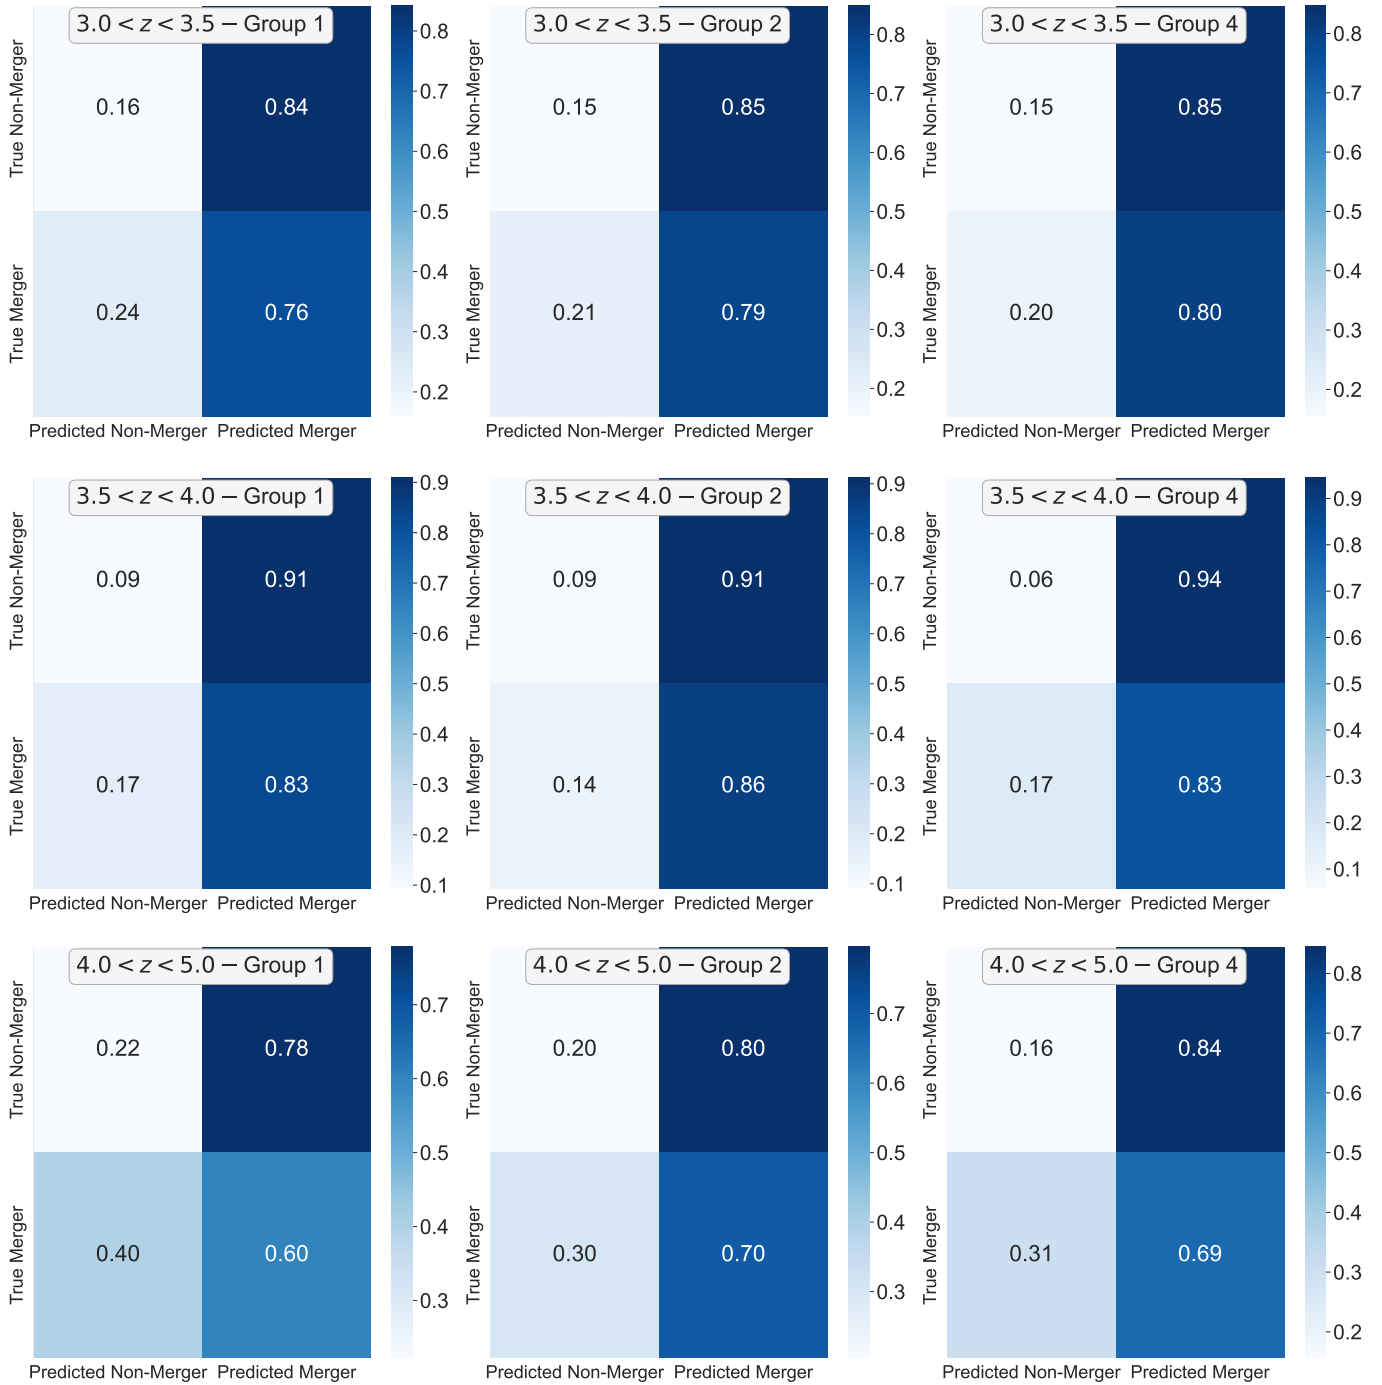 3.0 < z < 3.5 − Group 1
True Non-Merger
True Merger
0.16
0.84
0.24
0.76
Predicted Non-Merger
Predicted Merger
0.8
0.7
0.6
0.5
0.4
0.3
0.2
3.0 < z < 3.5 − Group 2
True Non-Merger
True Merger
0.15
0.85
0.21
0.79
Predicted Non-Merger
Predicted Merger
0.8
0.7
0.6
0.5
0.4
0.3
0.2
3.0 < z < 3.5 − Group 4
True Non-Merger
True Merger
0.15
0.85
0.20
0.80
Predicted Non-Merger
Predicted Merger
0.8
0.7
0.6
0.5
0.4
0.3
0.2
3.5 < z < 4.0 − Group 1
True Non-Merger
True Merger
0.09
0.91
0.17
0.83
Predicted Non-Merger
Predicted Merger
0.9
0.8
0.7
0.6
0.5
0.4
0.3
0.2
0.1
3.5 < z < 4.0 − Group 2
True Non-Merger
True Merger
0.09
0.91
0.14
0.86
Predicted Non-Merger
Predicted Merger
0.9
0.8
0.7
0.6
0.5
0.4
0.3
0.2
0.1
3.5 < z < 4.0 − Group 4
True Non-Merger
True Merger
0.06
0.94
0.17
0.83
Predicted Non-Merger
Predicted Merger
0.9
0.8
0.7
0.6
0.5
0.4
0.3
0.2
0.1
4.0 < z < 5.0 − Group 1
True Non-Merger
True Merger
0.22
0.78
0.40
0.60
Predicted Non-Merger
Predicted Merger
0.7
0.6
0.5
0.4
0.3
4.0 < z < 5.0 − Group 2
True Non-Merger
True Merger
0.20
0.80
0.30
0.70
Predicted Non-Merger
Predicted Merger
0.7
0.6
0.5
0.4
0.3
4.0 < z < 5.0 − Group 4
True Non-Merger
True Merger
0.16
0.84
0.31
0.69
Predicted Non-Merger
Predicted Merger
0.8
0.7
0.6
0.5
0.4
0.3
0.2